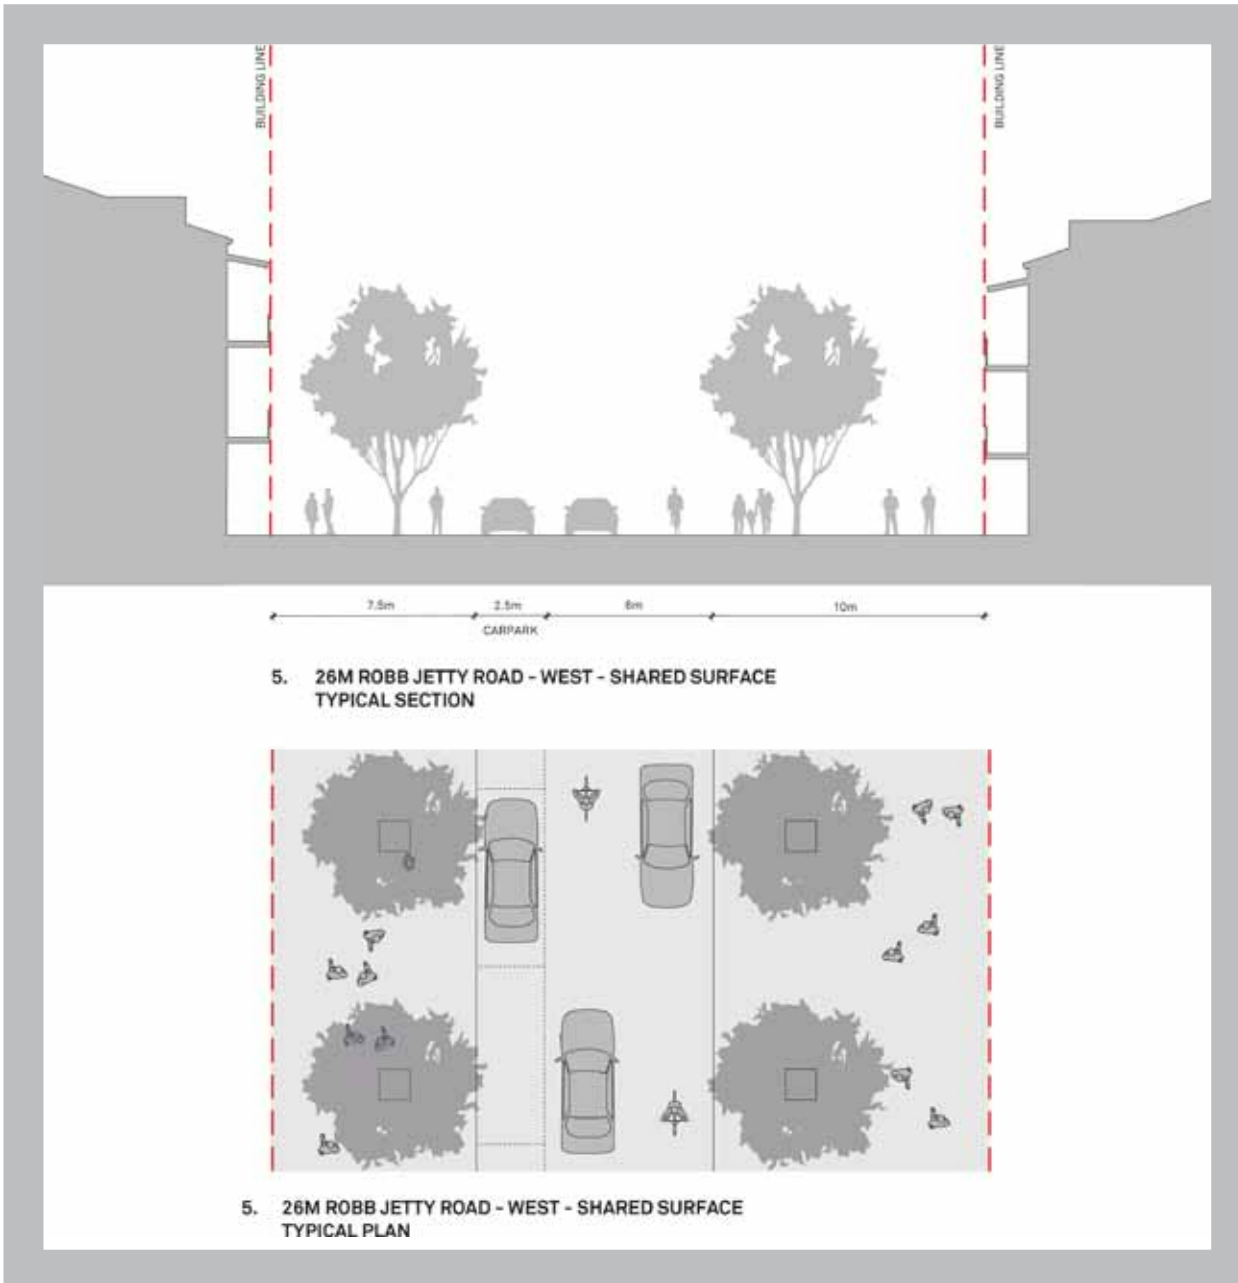 BUILDING LINE
BUILDING LINE
7.5m 2.5m 6m 10m
CARPARK
5. 26M ROBB JETTY ROAD - WEST - SHARED SURFACE
TYPICAL SECTION
5. 26M ROBB JETTY ROAD - WEST - SHARED SURFACE
TYPICAL PLAN